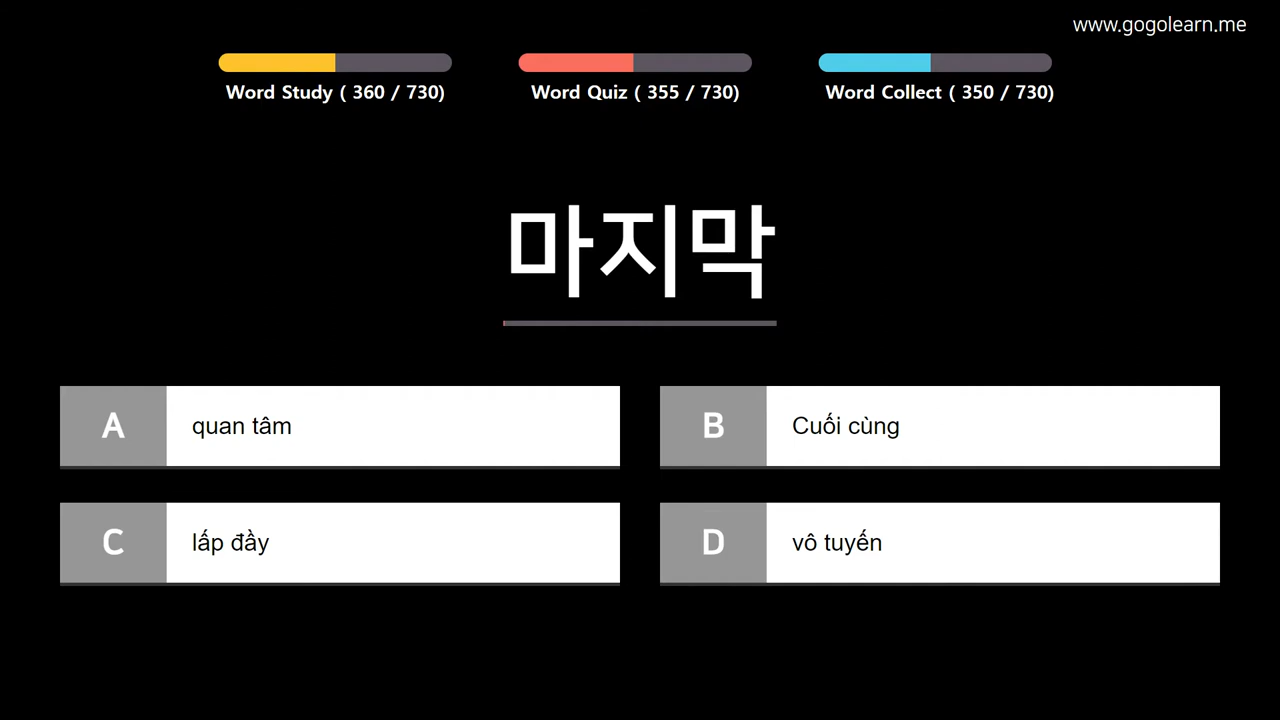 www.gogolearn.me
Word Study ( 360 / 730)
Word Quiz ( 355 / 730)
Word Collect ( 350 / 730)
마지막
A quan tâm
B Cuối cùng
C lấp đầy
D vô tuyến